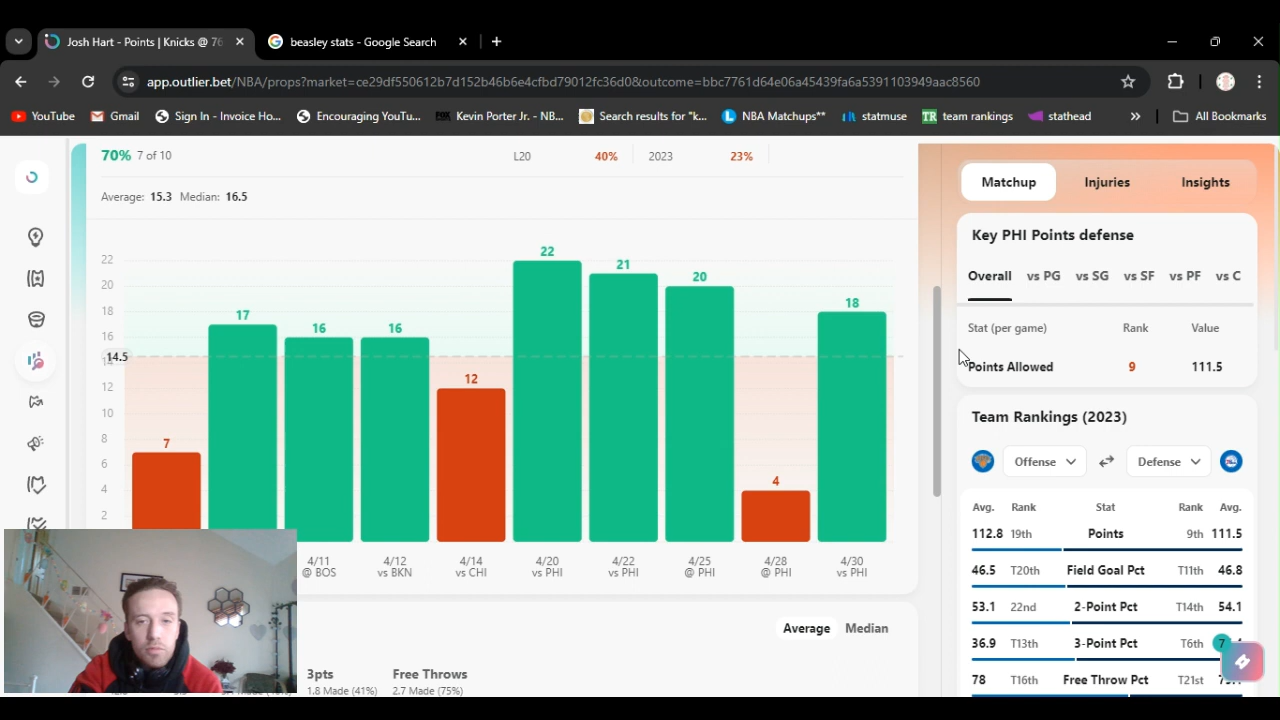 Josh Hart - Points | Knicks @ 76
beasley stats - Google Search
app.outlier.bet/NBA/props?market=ce29df550612b7d152b46b6e4cfbd79012fc36d0&outcome=bbc7761d64e06a45439fa6a5391103949aac8560
YouTube
Gmail
Sign In - Invoice Ho...
Encouraging YouTu...
Kevin Porter Jr. - NB...
Search results for "k...
NBA Matchups**
statmuse
team rankings
stathead
All Bookmarks
70% 7 of 10
L20 40% 2023 23%
Average: 15.3 Median: 16.5
22
20
18
16
14.5
12
10
8
6
4
2
7
17
16
16
12
22
21
20
4
18
4/11
@ BOS
4/12
vs BKN
4/14
vs CHI
4/20
vs PHI
4/22
vs PHI
4/25
@ PHI
4/28
@ PHI
4/30
vs PHI
Average Median
3pts
1.8 Made (41%)
Free Throws
2.7 Made (75%)
Matchup Injuries Insights
Key PHI Points defense
Overall vs PG vs SG vs SF vs PF vs C
Stat (per game) Rank Value
Points Allowed 9 111.5
Team Rankings (2023)
Offense Defense
Avg. Rank Stat Rank Avg.
112.8 19th Points 9th 111.5
46.5 T20th Field Goal Pct T11th 46.8
53.1 22nd 2-Point Pct T14th 54.1
36.9 T13th 3-Point Pct T6th
78 T16th Free Throw Pct T21st